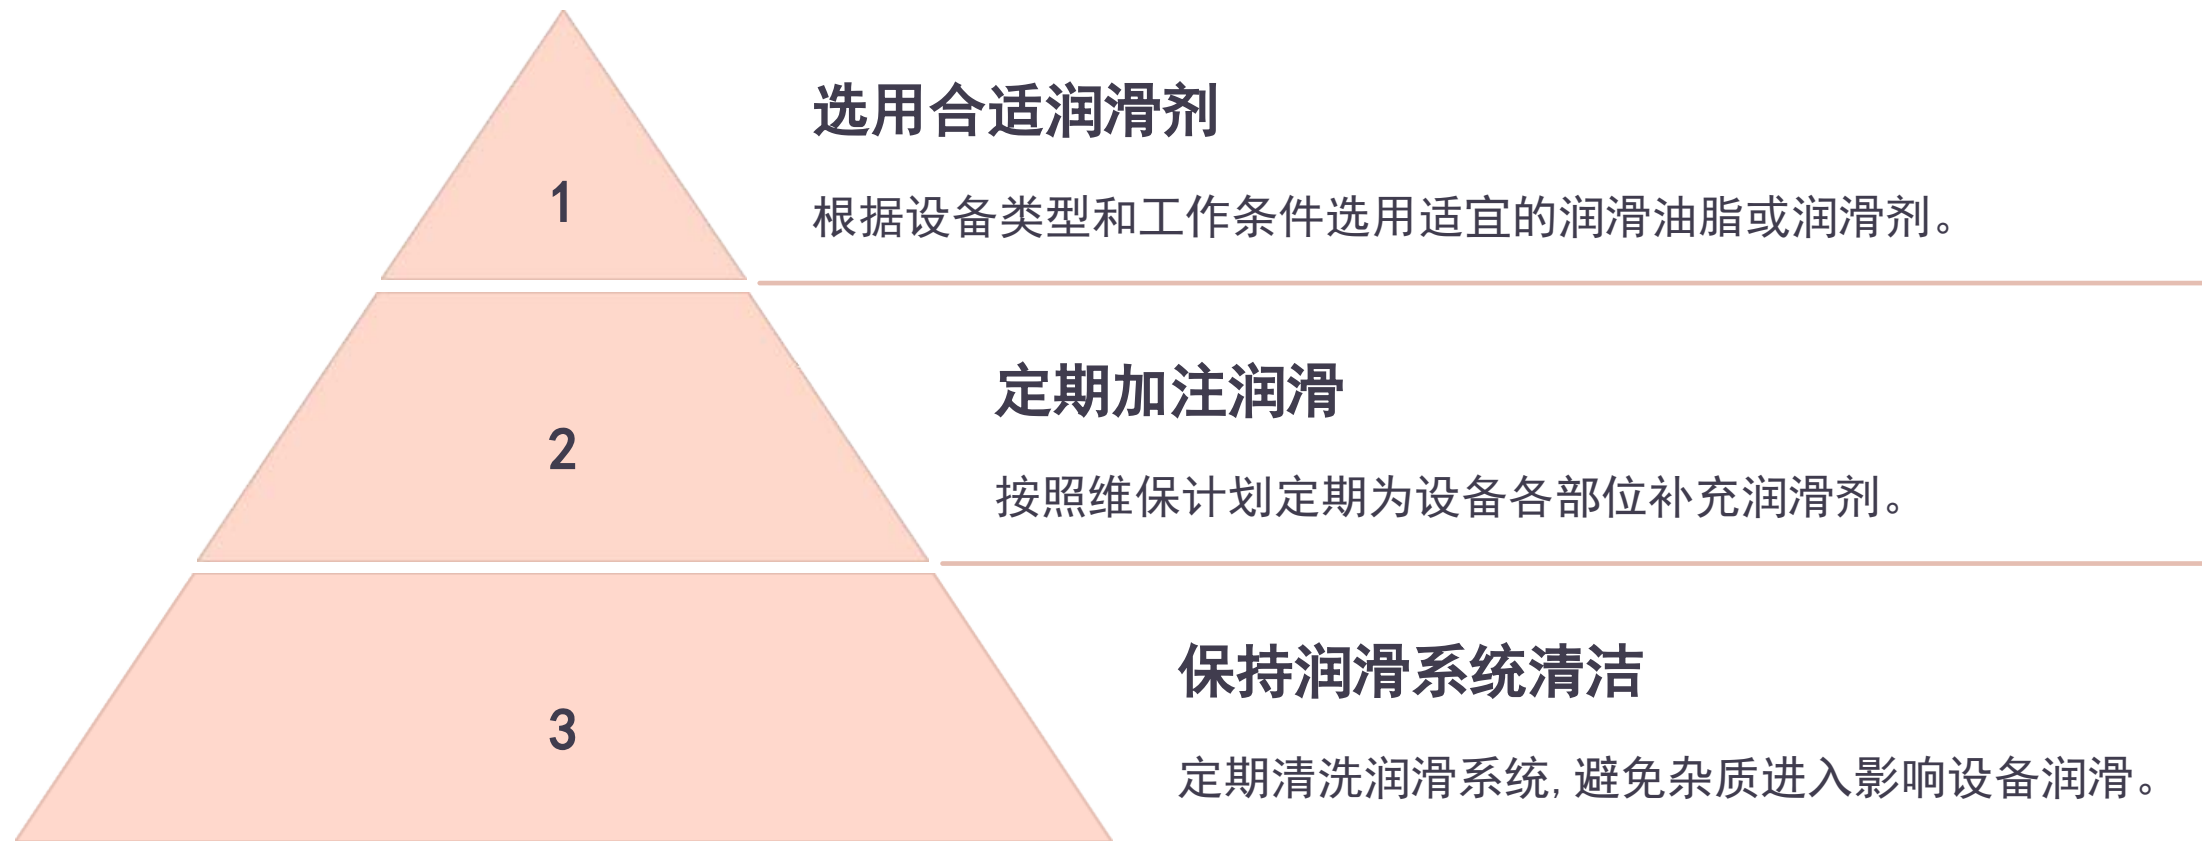 选用合适润滑剂
1
根据设备类型和工作条件选用适宜的润滑油脂或润滑剂。
定期加注润滑
2
按照维保计划定期为设备各部位补充润滑剂。
保持润滑系统清洁
3
定期清洗润滑系统,避免杂质进入影响设备润滑。